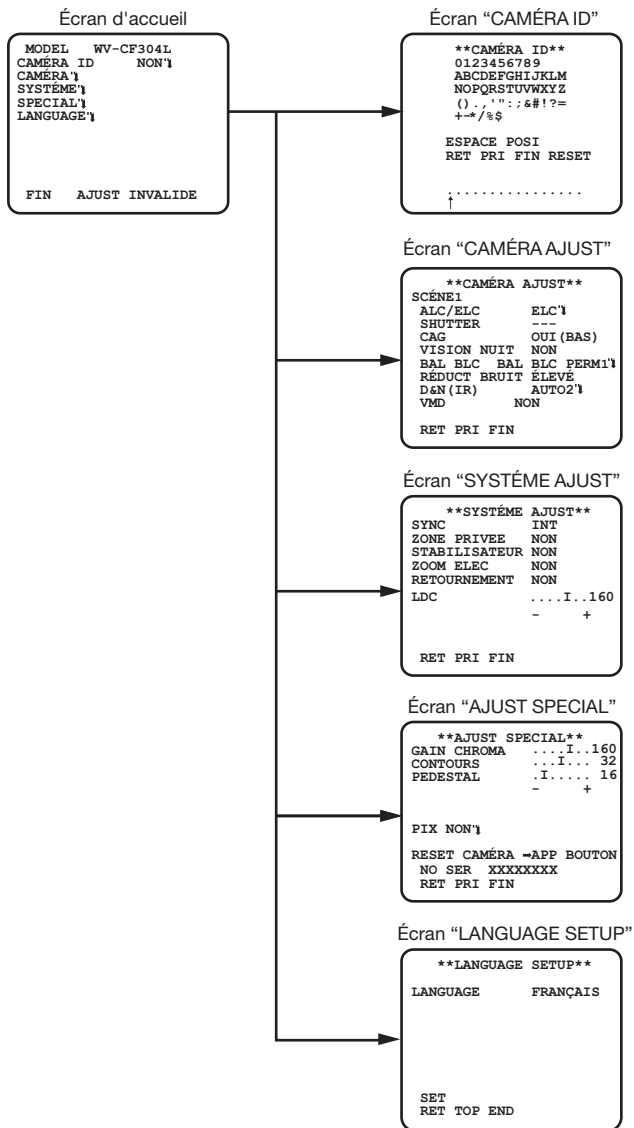 Écran d'accueil
MODEL WV-CF304L
CAMÉRA ID NON
CAMÉRA
SYSTÉME
SPECIAL
LANGUAGE
FIN AJUST INVALIDE
Écran “CAMÉRA ID”
**CAMÉRA ID**
0123456789
ABCDEFGHIJKLM
NOPQRSTUVWXYZ
().,'":;&#!?=
+-*/%$
ESPACE POSI
RET PRI FIN RESET
................
↑
Écran “CAMÉRA AJUST”
**CAMÉRA AJUST**
SCÉNE1
ALC/ELC ELC
SHUTTER ---
CAG OUI(BAS)
VISION NUIT NON
BAL BLC BAL BLC PERM1
RÉDUCT BRUIT ÉLEVÉ
D&N(IR) AUTO2
VMD NON
RET PRI FIN
Écran “SYSTÉME AJUST”
**SYSTÉME AJUST**
SYNC INT
ZONE PRIVEE NON
STABILISATEUR NON
ZOOM ELEC NON
RETOURNEMENT NON
LDC ....I..160
- +
RET PRI FIN
Écran “AJUST SPECIAL”
**AJUST SPECIAL**
GAIN CHROMA ....I..160
CONTOURS ...I... 32
PEDESTAL .I..... 16
- +
PIX NON
RESET CAMÉRA →APP BOUTON
NO SER XXXXXXXX
RET PRI FIN
Écran “LANGUAGE SETUP”
**LANGUAGE SETUP**
LANGUAGE FRANÇAIS
SET
RET TOP END